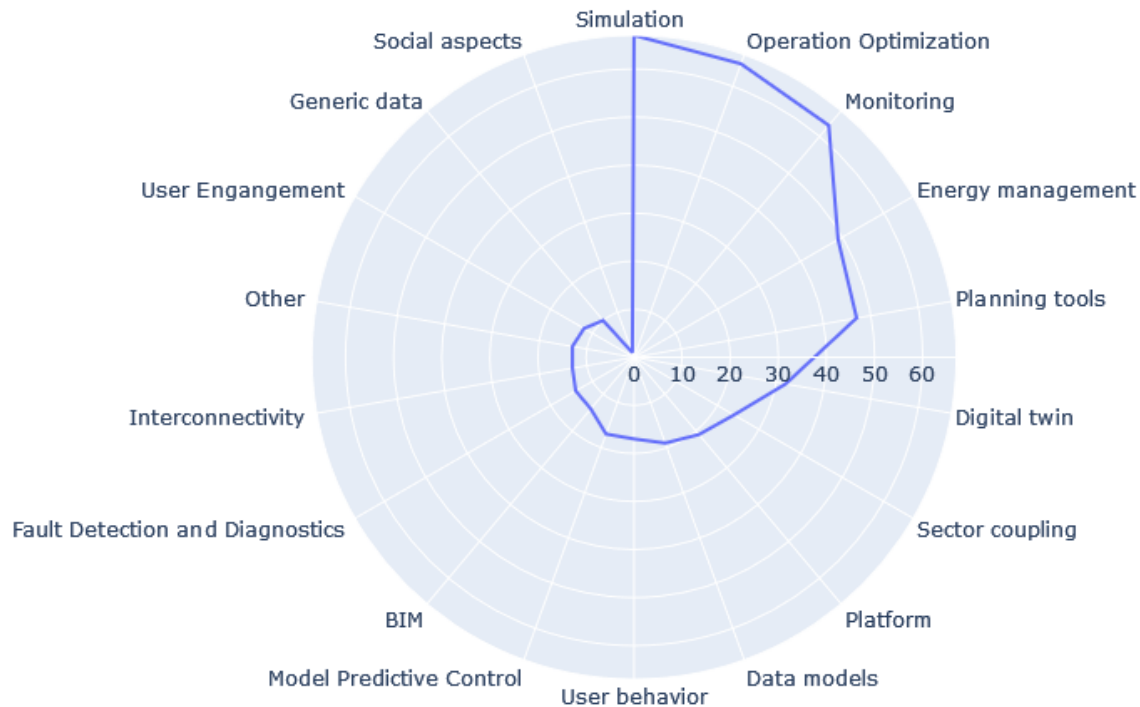 Simulation
Social aspects
Operation Optimization
Generic data
Monitoring
User Engangement
Energy management
Other
Planning tools
0 10 20 30 40 50 60
Interconnectivity
Digital twin
Fault Detection and Diagnostics
Sector coupling
BIM
Platform
Model Predictive Control
Data models
User behavior